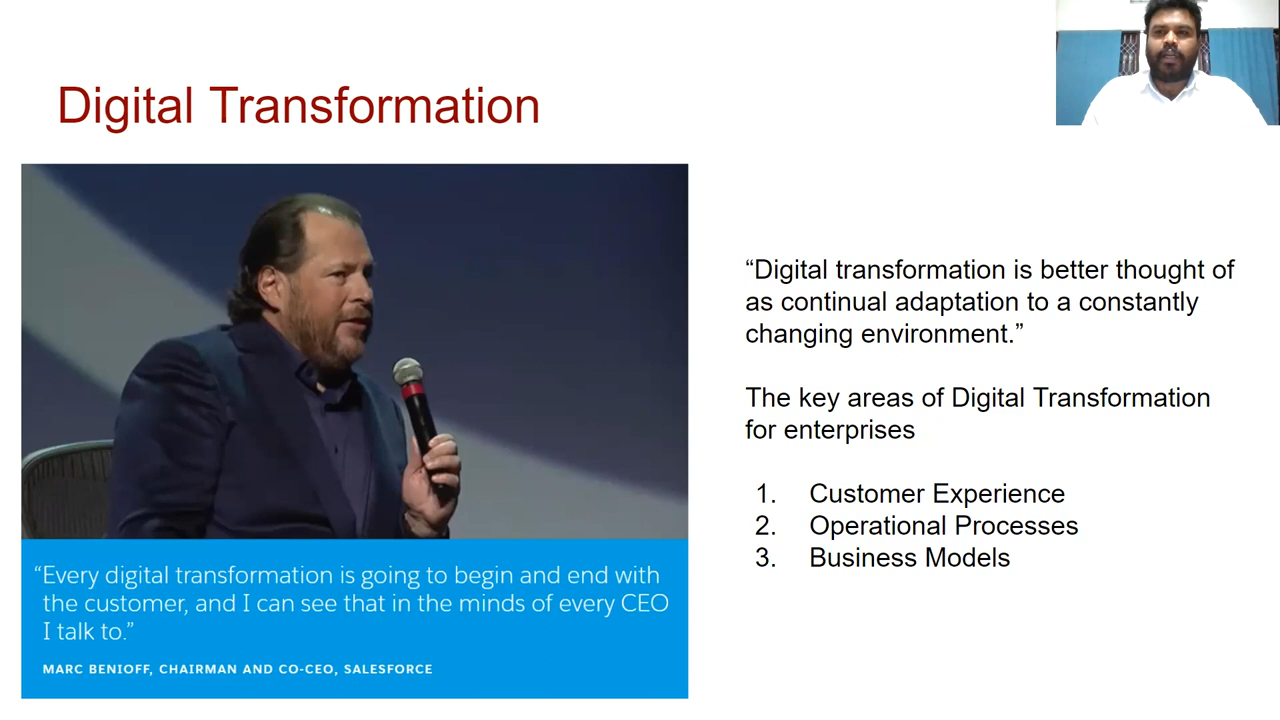 Digital Transformation
“Every digital transformation is going to begin and end with
the customer, and I can see that in the minds of every CEO
I talk to.”
MARC BENIOFF, CHAIRMAN AND CO-CEO, SALESFORCE
“Digital transformation is better thought of
as continual adaptation to a constantly
changing environment.”
The key areas of Digital Transformation
for enterprises
1. Customer Experience
2. Operational Processes
3. Business Models